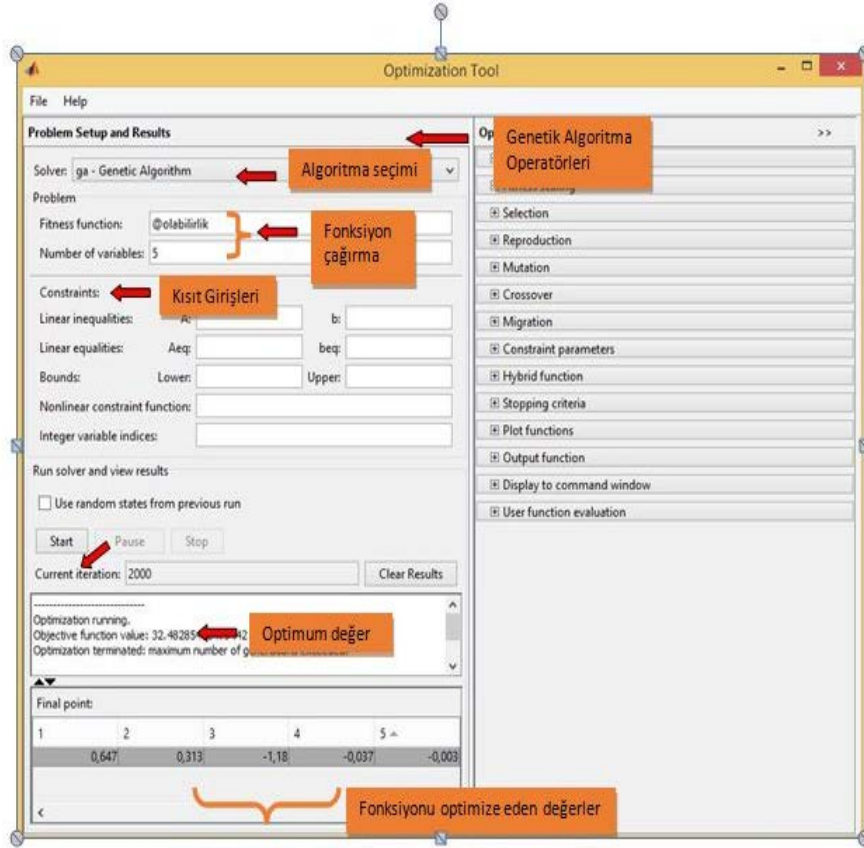 Optimization Tool
File Help
Problem Setup and Results
Solver: ga - Genetic Algorithm
Algoritma seçimi
Problem
Fitness function: @olabilirlik
Number of variables: 5
Fonksiyon
çağırma
Constraints:
Kısıt Girişleri
Linear inequalities: A: b:
Linear equalities: Aeq: beq:
Bounds: Lower: Upper:
Nonlinear constraint function:
Integer variable indices:
Run solver and view results
Use random states from previous run
Start Pause Stop
Current iteration: 2000 Clear Results
Optimization running.
Objective function value: 32.4828
Optimum değer
Optimization terminated: maximum number of
Final point:
1 2 3 4 5
0,647 0,313 -1,18 -0,037 -0,003
Fonksiyonu optimize eden değerler
>>
Genetik Algoritma
Operatörleri
Selection
Reproduction
Mutation
Crossover
Migration
Constraint parameters
Hybrid function
Stopping criteria
Plot functions
Output function
Display to command window
User function evaluation